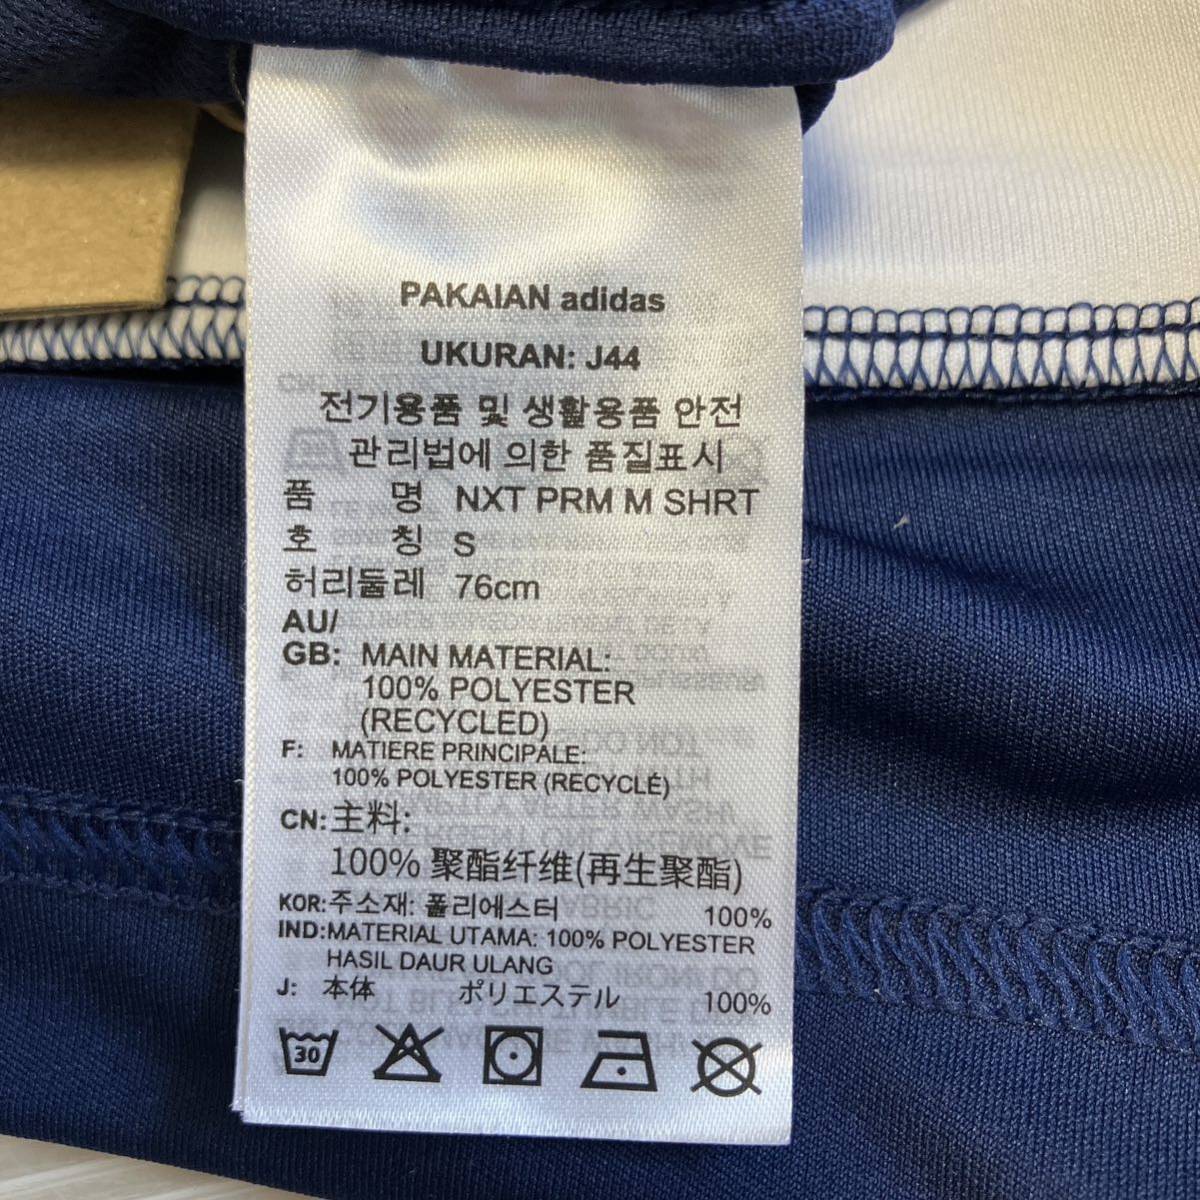 PAKAIAN adidas
UKURAN: J44
전기용품 및 생활용품 안전
관리법에 의한 품질표시
품 명 NXT PRM M SHRT
호 칭 S
허리둘레 76cm
AU/
GB: MAIN MATERIAL:
100% POLYESTER
(RECYCLED)
F: MATIERE PRINCIPALE:
100% POLYESTER (RECYCLÉ)
CN: 主料:
100% 聚酯纤维(再生聚酯)
KOR: 주소재: 폴리에스터 100%
IND: MATERIAL UTAMA: 100% POLYESTER
HASIL DAUR ULANG
J: 本体 ポリエステル 100%
30